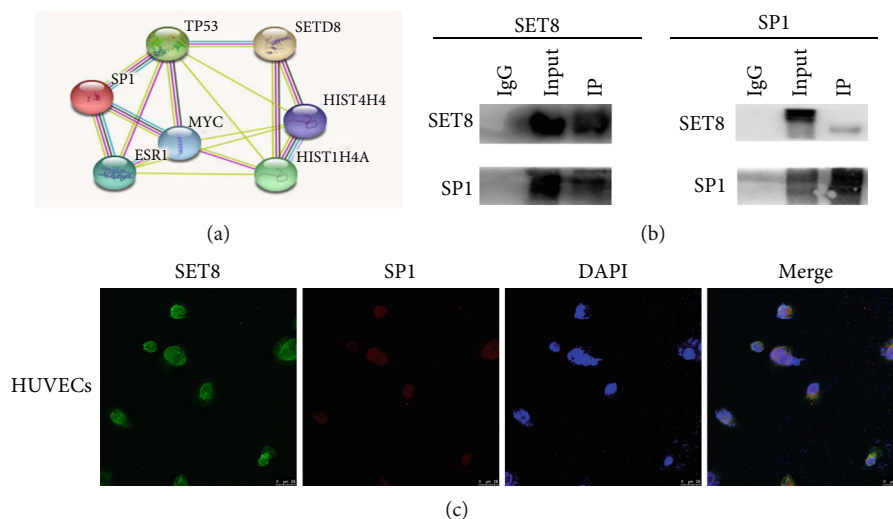 TP53
SETD8
SP1
HIST4H4
MYC
ESR1
HIST1H4A
(a)
SET8
IgG
Input
IP
SET8
SP1
SP1
IgG
Input
IP
SET8
SP1
(b)
SET8
SP1
DAPI
Merge
HUVECs
(c)